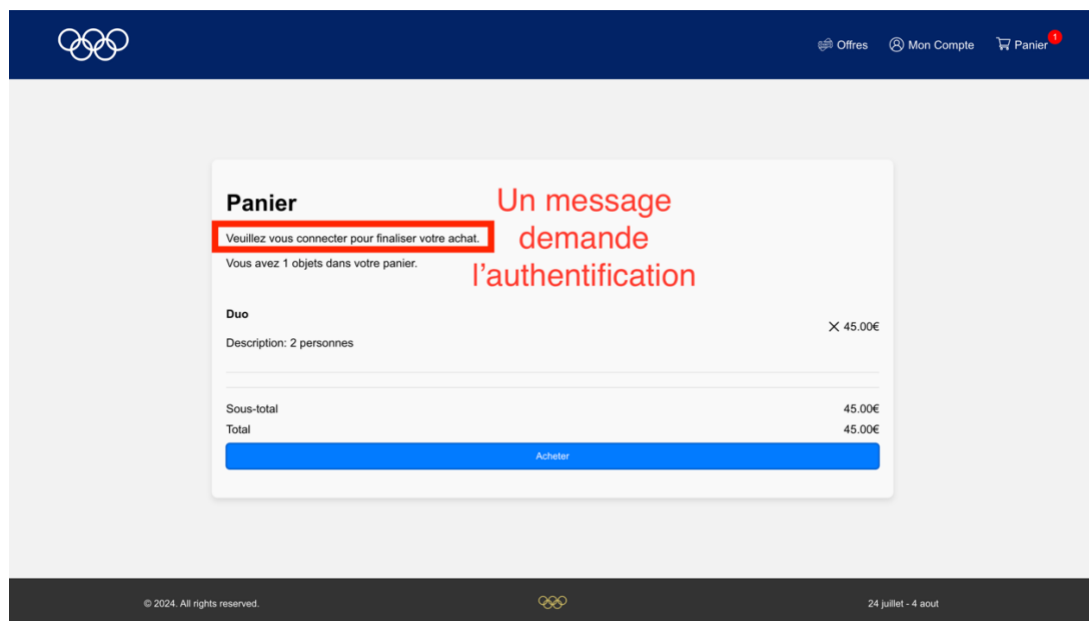 Offres
Mon Compte
Panier
1
Panier
Un message
demande
l'authentification
Veuillez vous connecter pour finaliser votre achat.
Vous avez 1 objets dans votre panier.
Duo
45.00€
Description: 2 personnes
Sous-total
45.00€
Total
45.00€
Acheter
© 2024. All rights reserved.
24 juillet - 4 aout